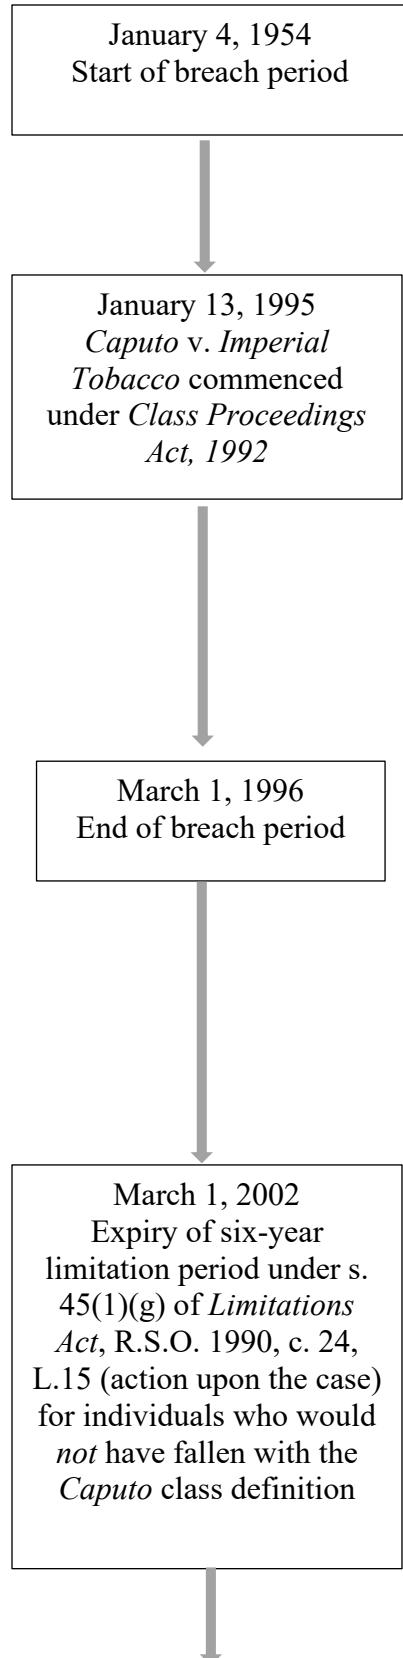 January 4, 1954
Start of breach period
January 13, 1995
Caputo v. Imperial
Tobacco commenced
under Class Proceedings
Act, 1992
March 1, 1996
End of breach period
March 1, 2002
Expiry of six-year
limitation period under s.
45(1)(g) of Limitations
Act, R.S.O. 1990, c. 24,
L.15 (action upon the case)
for individuals who would
not have fallen with the
Caputo class definition